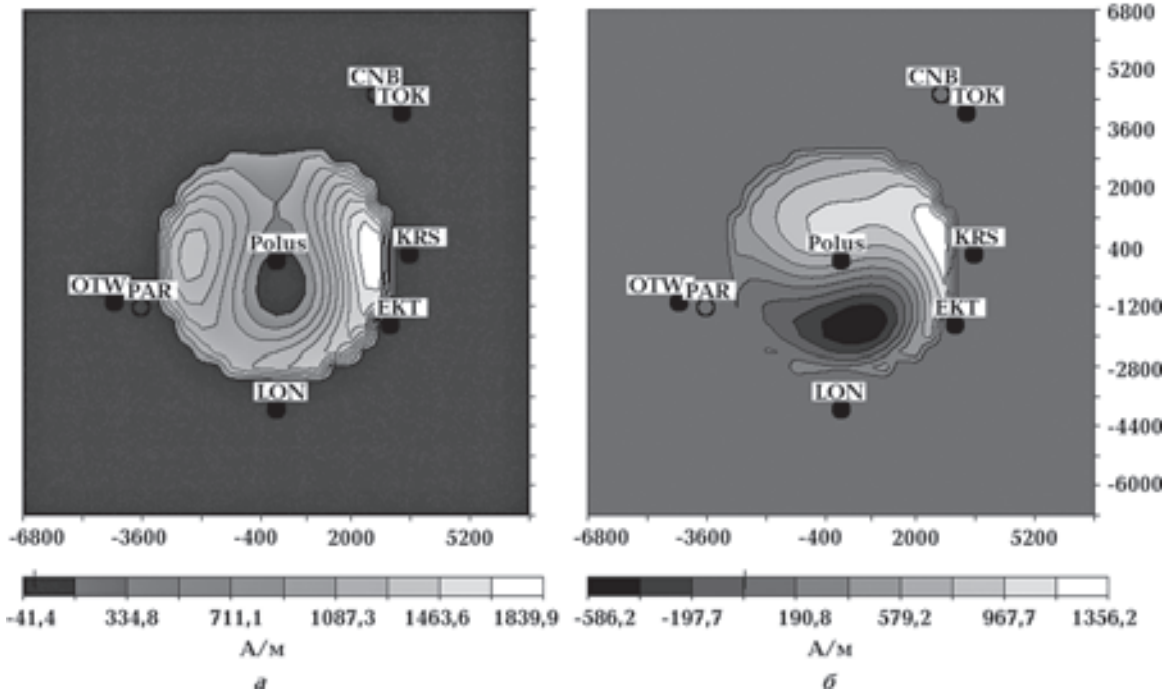 CNB
TOK
Polus
KRS
OTW PAR
EKT
LON
-6800 -3600 -400 2000 5200
-41,4 334,8 711,1 1087,3 1463,6 1839,9
А/м
а
CNB
TOK
Polus
KRS
OTW PAR
EKT
LON
6800
5200
3600
2000
400
-1200
-2800
-4400
-6000
-6800 -3600 -400 2000 5200
-586,2 -197,7 190,8 579,2 967,7 1356,2
А/м
б